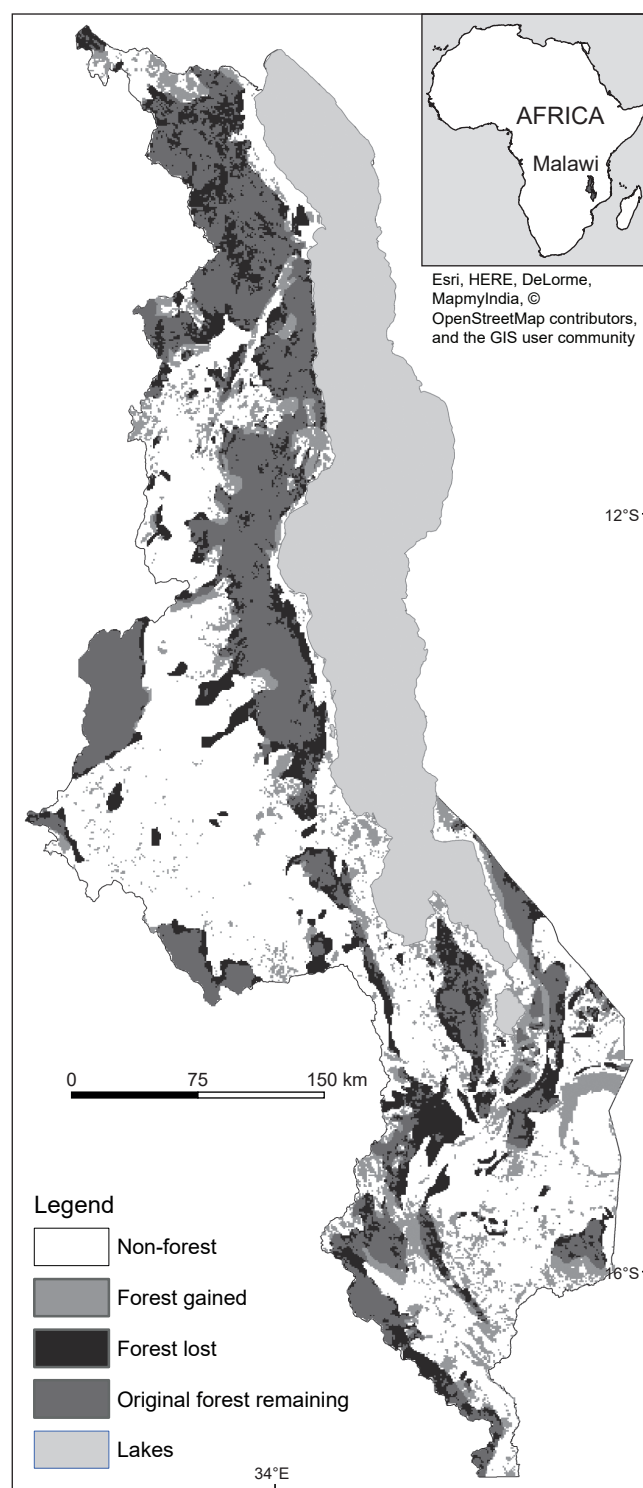 AFRICA
Malawi
Esri, HERE, DeLorme,
MapmyIndia, ©
OpenStreetMap contributors,
and the GIS user community
12°S
0 75 150 km
Legend
Non-forest
Forest gained
16°S
Forest lost
Original forest remaining
Lakes
34°E